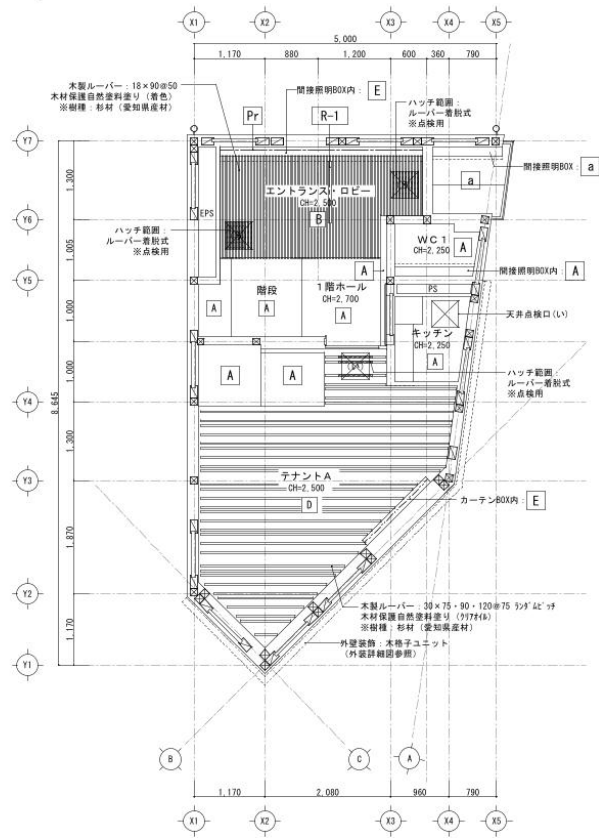 X1 X2 X3 X4 X5
5,000
1,170 880 1,200 600 360 790
木製ルーバー：18×90@50
木材保護自然塗料塗り（着色）
※樹種：杉材（愛知県産材）
間接照明BOX内： E
ハッチ範囲：
ルーバー着脱式
※点検用
Pr R-1
Y7
間接照明BOX： a
a
エントランス・ロビー
CH=2,500
B
1,300
Y6
EPS
ハッチ範囲：
ルーバー着脱式
※点検用
WC1
CH=2,250
A
1,005
A
間接照明BOX内： A
Y5
PS
階段
A
A
1階ホール
CH=2,700
A
天井点検口(い)
キッチン
CH=2,250
A
1,000
A
A
ハッチ範囲：
ルーバー着脱式
※点検用
1,000
Y4
8,645
1,300
Y3
テナントA
CH=2,500
D
カーテンBOX内： E
1,870
Y2
木製ルーバー：30×75・90・120@75 ランダムピッチ
木材保護自然塗料塗り（クリアオイル）
※樹種：杉材（愛知県産材）
外壁装飾：木格子ユニット
（外装詳細図参照）
1,170
Y1
B C A
1,170 2,080 960 790
X1 X2 X3 X4 X5